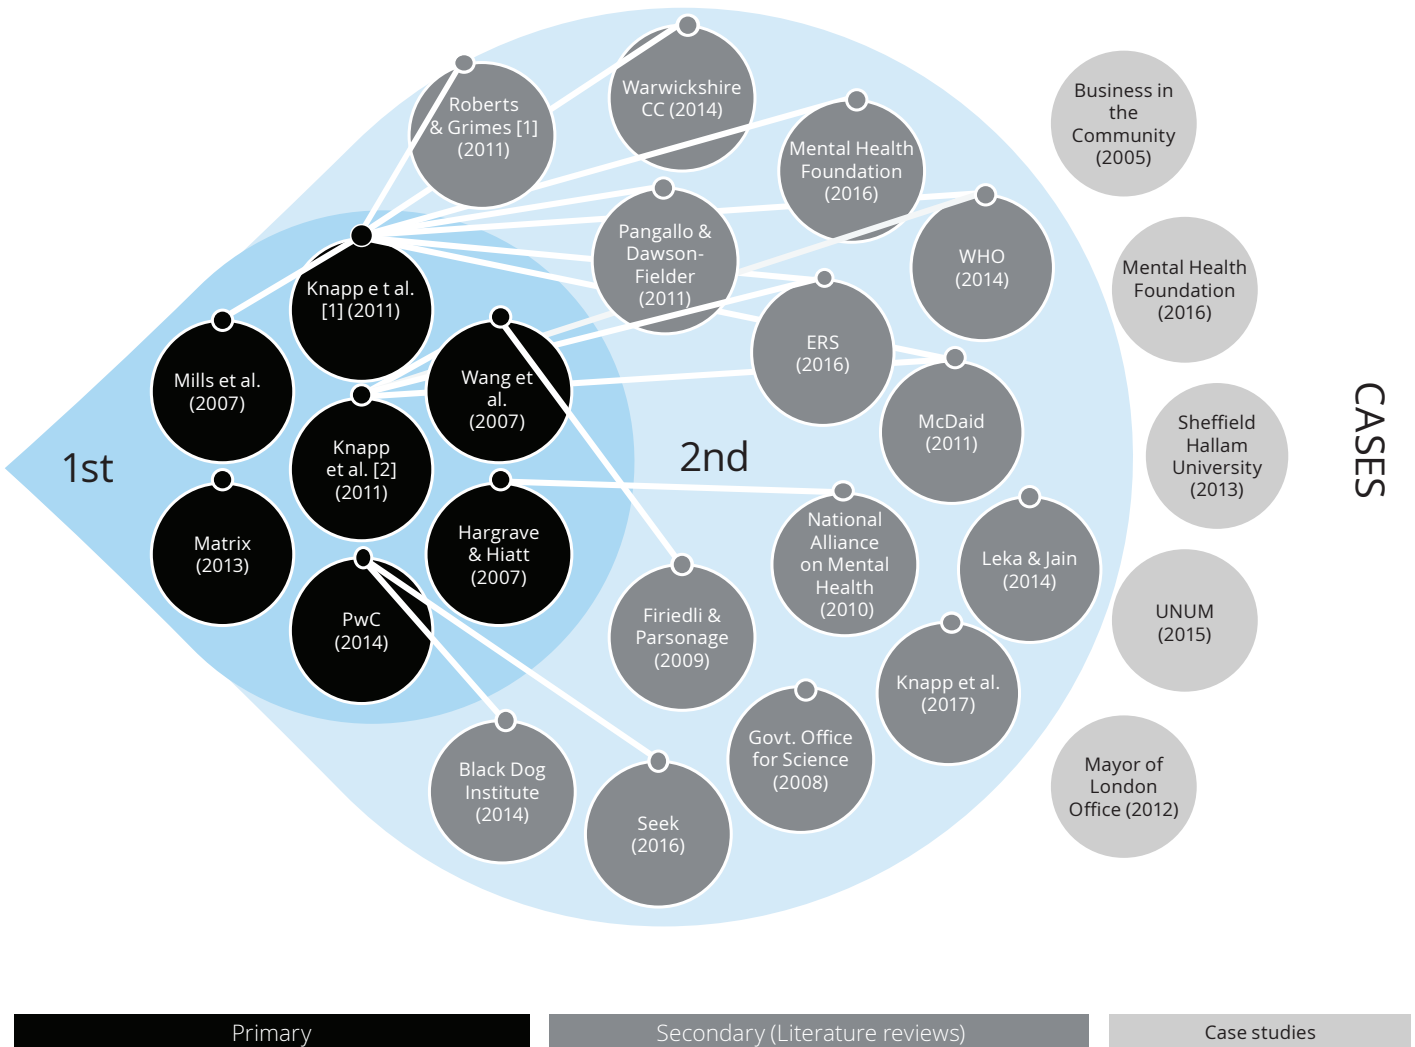 Roberts
& Grimes [1]
(2011)
Warwickshire
CC (2014)
Mental Health
Foundation
(2016)
Pangallo &
Dawson-
Fielder
(2011)
WHO
(2014)
ERS
(2016)
McDaid
(2011)
Knapp e t al.
[1] (2011)
Mills et al.
(2007)
Wang et
al.
(2007)
Knapp
et al. [2]
(2011)
1st
2nd
Matrix
(2013)
Hargrave
& Hiatt
(2007)
PwC
(2014)
National
Alliance
on Mental
Health
(2010)
Leka & Jain
(2014)
Firiedli &
Parsonage
(2009)
Knapp et al.
(2017)
Govt. Office
for Science
(2008)
Black Dog
Institute
(2014)
Seek
(2016)
Business in
the
Community
(2005)
Mental Health
Foundation
(2016)
Sheffield
Hallam
University
(2013)
UNUM
(2015)
Mayor of
London
Office (2012)
CASES
Primary
Secondary (Literature reviews)
Case studies